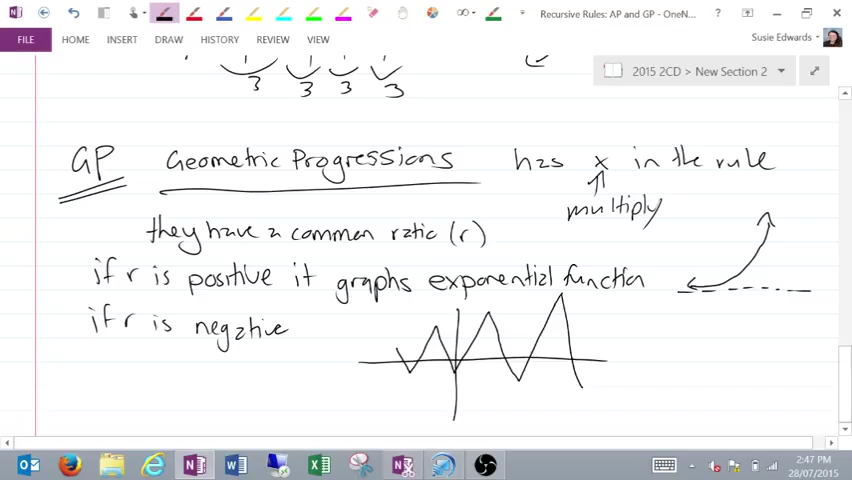 Recursive Rules: AP and GP - OneN...
Susie Edwards
FILE HOME INSERT DRAW HISTORY REVIEW VIEW
2015 2CD > New Section 2
3 3 3 3
GP Geometric Progressions has x in the rule
multiply
they have a common ratio (r)
if r is positive it graphs exponential function
if r is negative
2:47 PM
28/07/2015